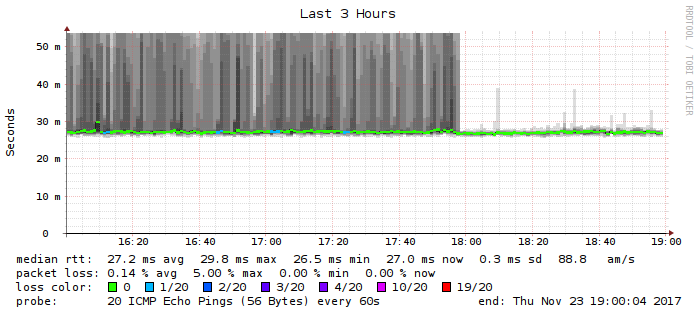 Last 3 Hours
RRDTOOL / TOBI OETIKER
Seconds
50 m
40 m
30 m
20 m
10 m
0
16:20 16:40 17:00 17:20 17:40 18:00 18:20 18:40 19:00
median rtt: 27.2 ms avg 29.8 ms max 26.5 ms min 27.0 ms now 0.3 ms sd 88.8 am/s
packet loss: 0.14 % avg 5.00 % max 0.00 % min 0.00 % now
loss color: 0 1/20 2/20 3/20 4/20 10/20 19/20
probe: 20 ICMP Echo Pings (56 Bytes) every 60s end: Thu Nov 23 19:00:04 2017